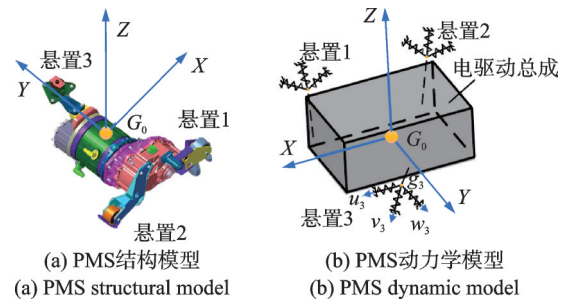 Z
悬置3
X
Y
G₀
悬置1
悬置2
(a) PMS结构模型
(a) PMS structural model
Z
悬置2
悬置1
电驱动总成
X
G₀
g₃
Y
u₃
悬置3
v₃
w₃
(b) PMS动力学模型
(b) PMS dynamic model